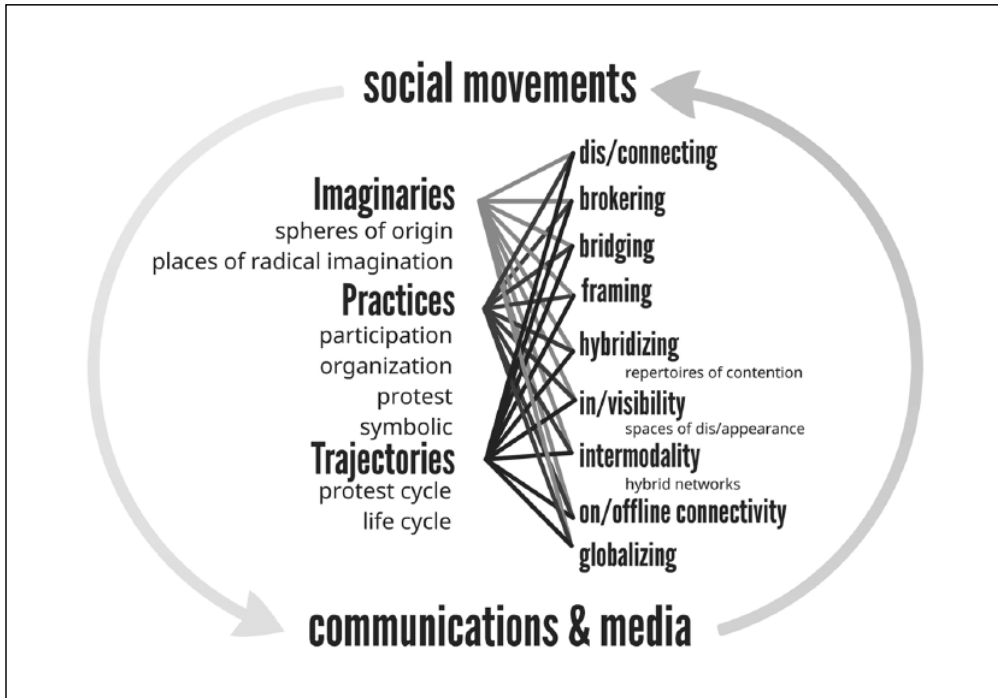 social movements
Imaginaries
spheres of origin
places of radical imagination
Practices
participation
organization
protest
symbolic
Trajectories
protest cycle
life cycle
dis/connecting
brokering
bridging
framing
hybridizing
repertoires of contention
in/visibility
spaces of dis/appearance
intermodality
hybrid networks
on/offline connectivity
globalizing
communications & media